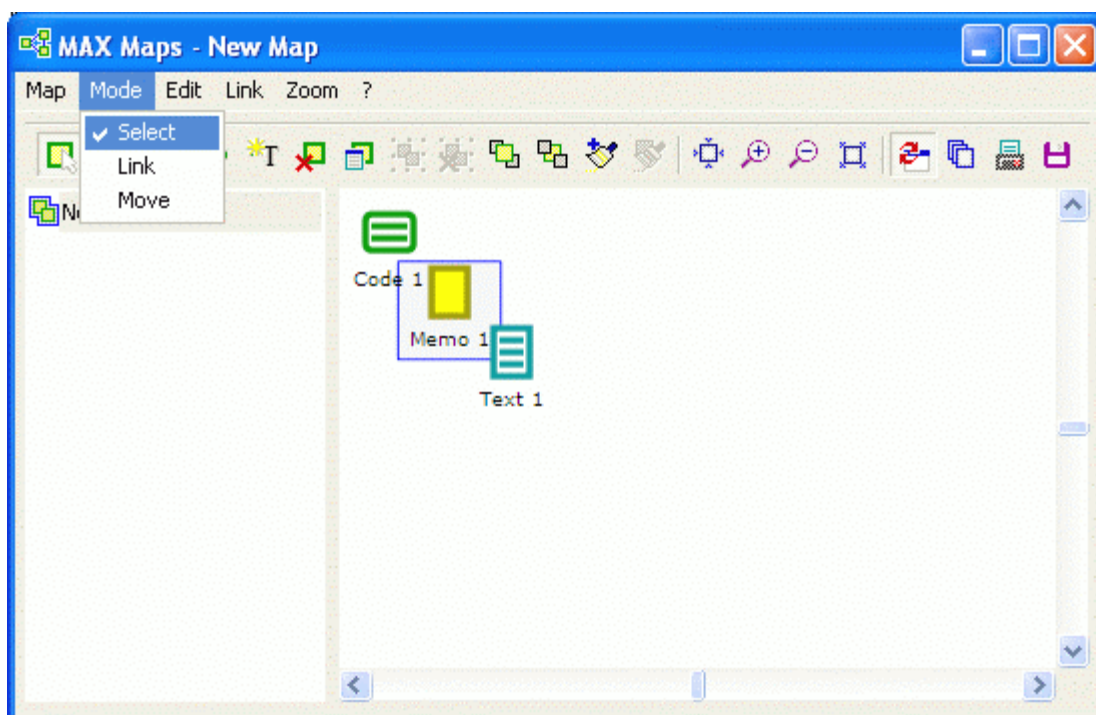 MAX Maps - New Map
Map Mode Edit Link Zoom ?
Select
T
Link
Move
Code 1
Memo 1
Text 1